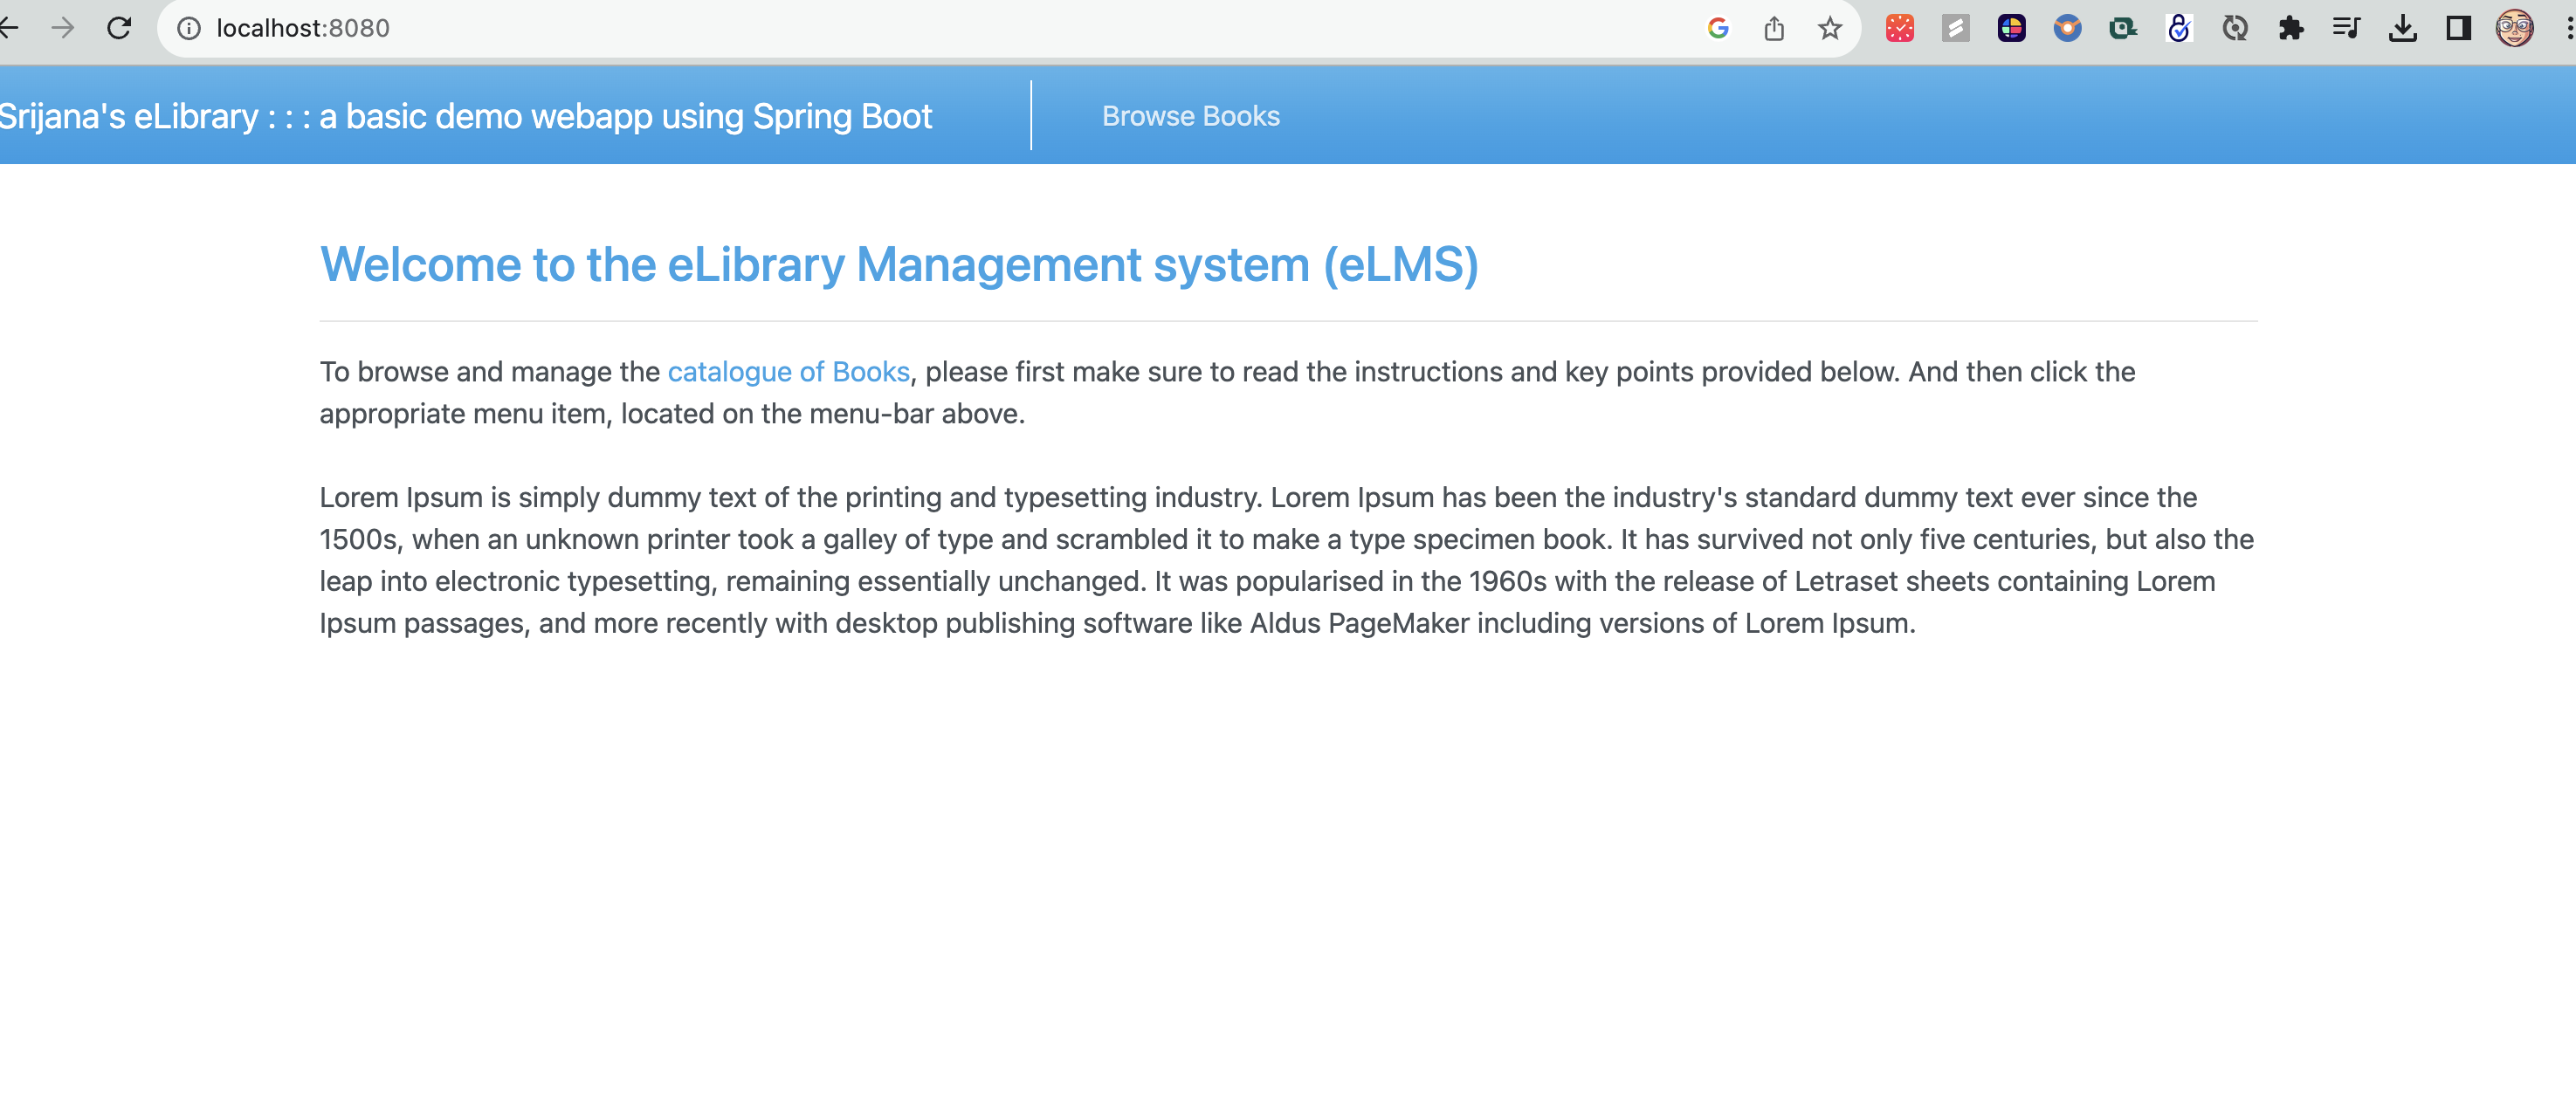 localhost:8080
Srijana's eLibrary : : : a basic demo webapp using Spring Boot
Browse Books
Welcome to the eLibrary Management system (eLMS)
To browse and manage the catalogue of Books, please first make sure to read the instructions and key points provided below. And then click the
appropriate menu item, located on the menu-bar above.
Lorem Ipsum is simply dummy text of the printing and typesetting industry. Lorem Ipsum has been the industry's standard dummy text ever since the
1500s, when an unknown printer took a galley of type and scrambled it to make a type specimen book. It has survived not only five centuries, but also the
leap into electronic typesetting, remaining essentially unchanged. It was popularised in the 1960s with the release of Letraset sheets containing Lorem
Ipsum passages, and more recently with desktop publishing software like Aldus PageMaker including versions of Lorem Ipsum.